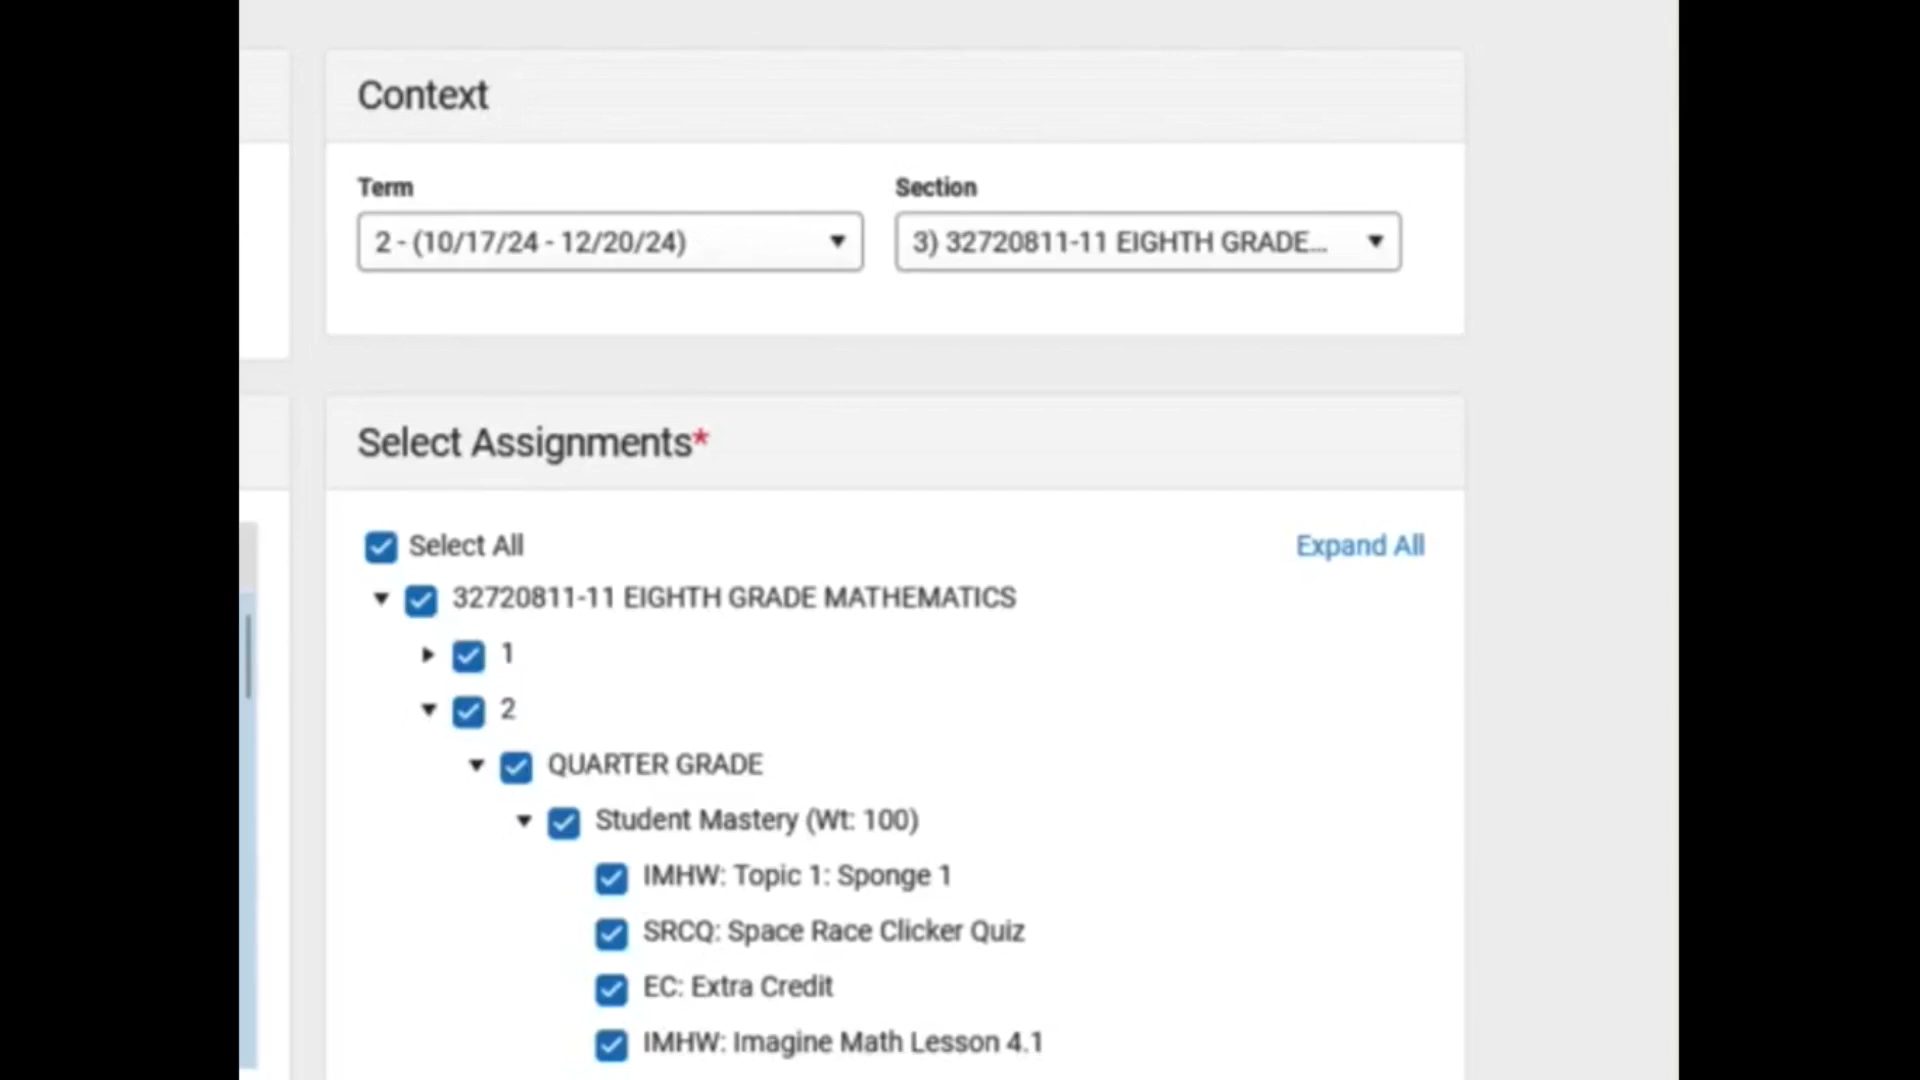 Context
Term
Section
2 - (10/17/24 - 12/20/24)
3) 32720811-11 EIGHTH GRADE...
Select Assignments*
Select All
Expand All
32720811-11 EIGHTH GRADE MATHEMATICS
1
2
QUARTER GRADE
Student Mastery (Wt: 100)
IMHW: Topic 1: Sponge 1
SRCQ: Space Race Clicker Quiz
EC: Extra Credit
IMHW: Imagine Math Lesson 4.1